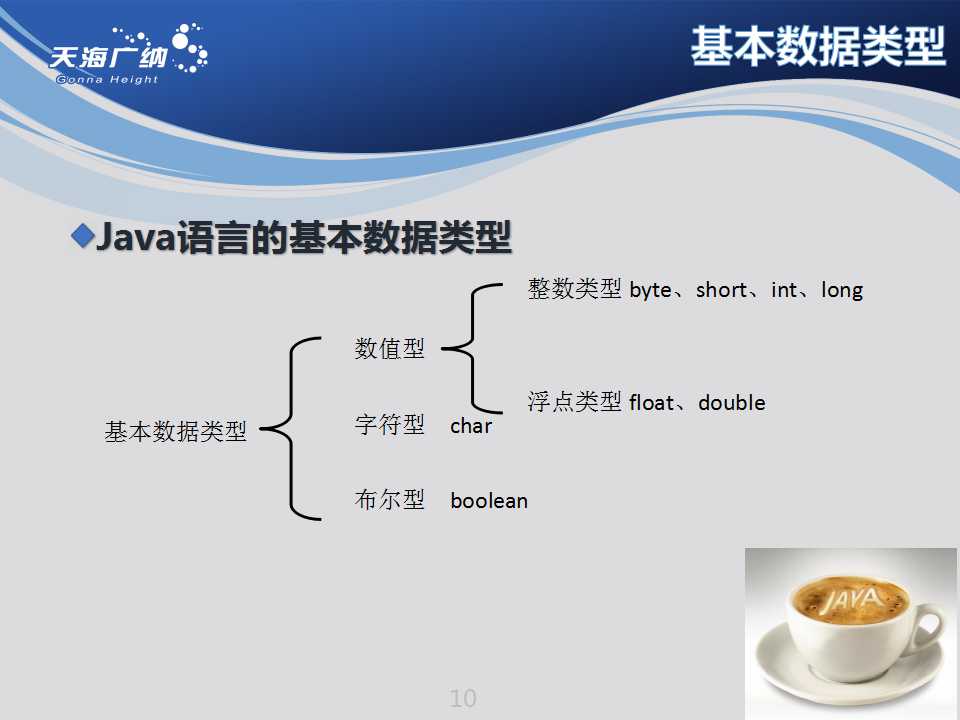 天海广纳
Gonna Height
基本数据类型
Java语言的基本数据类型
整数类型 byte、short、int、long
数值型
浮点类型 float、double
字符型 char
基本数据类型
布尔型 boolean
JAVA
10